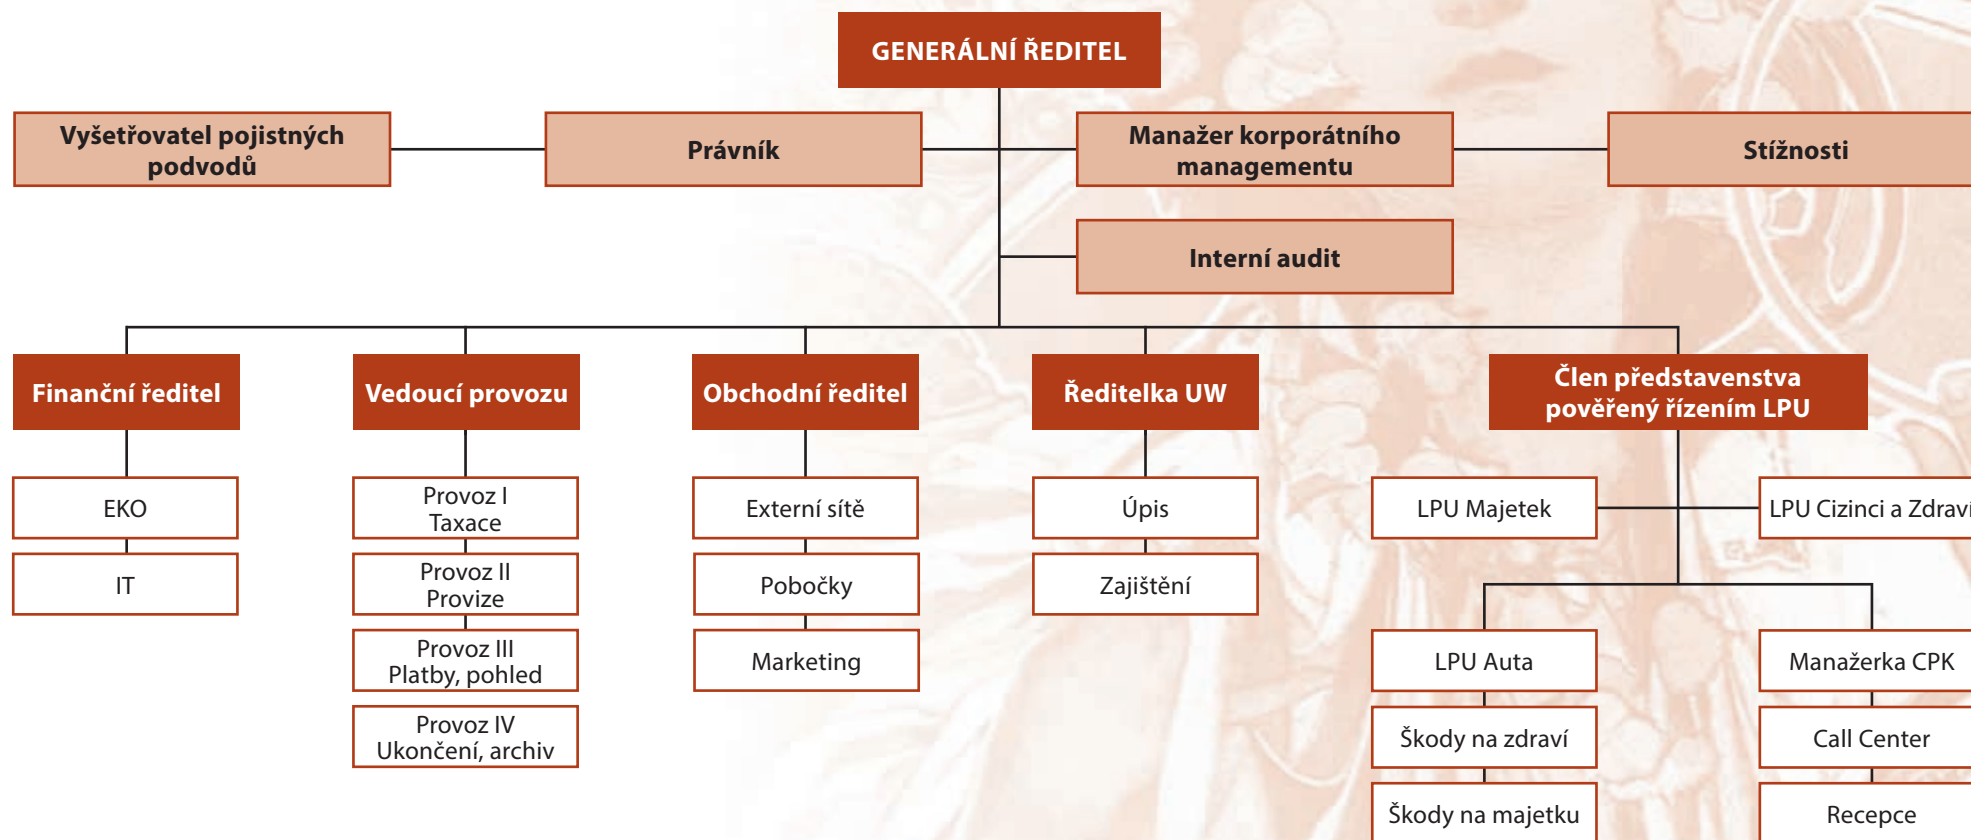 GENERÁLNÍ ŘEDITEL
Vyšetřovatel pojistných
podvodů
Právník
Manažer korporátního
managementu
Stížnosti
Interní audit
Finanční ředitel
Vedoucí provozu
Obchodní ředitel
Ředitelka UW
Člen představenstva
pověřený řízením LPU
EKO
IT
Provoz I
Taxace
Provoz II
Provize
Provoz III
Platby, pohled
Provoz IV
Ukončení, archiv
Externí sítě
Pobočky
Marketing
Úpis
Zajištění
LPU Majetek
LPU Cizinci a Zdraví
LPU Auta
Škody na zdraví
Škody na majetku
Manažerka CPK
Call Center
Recepce